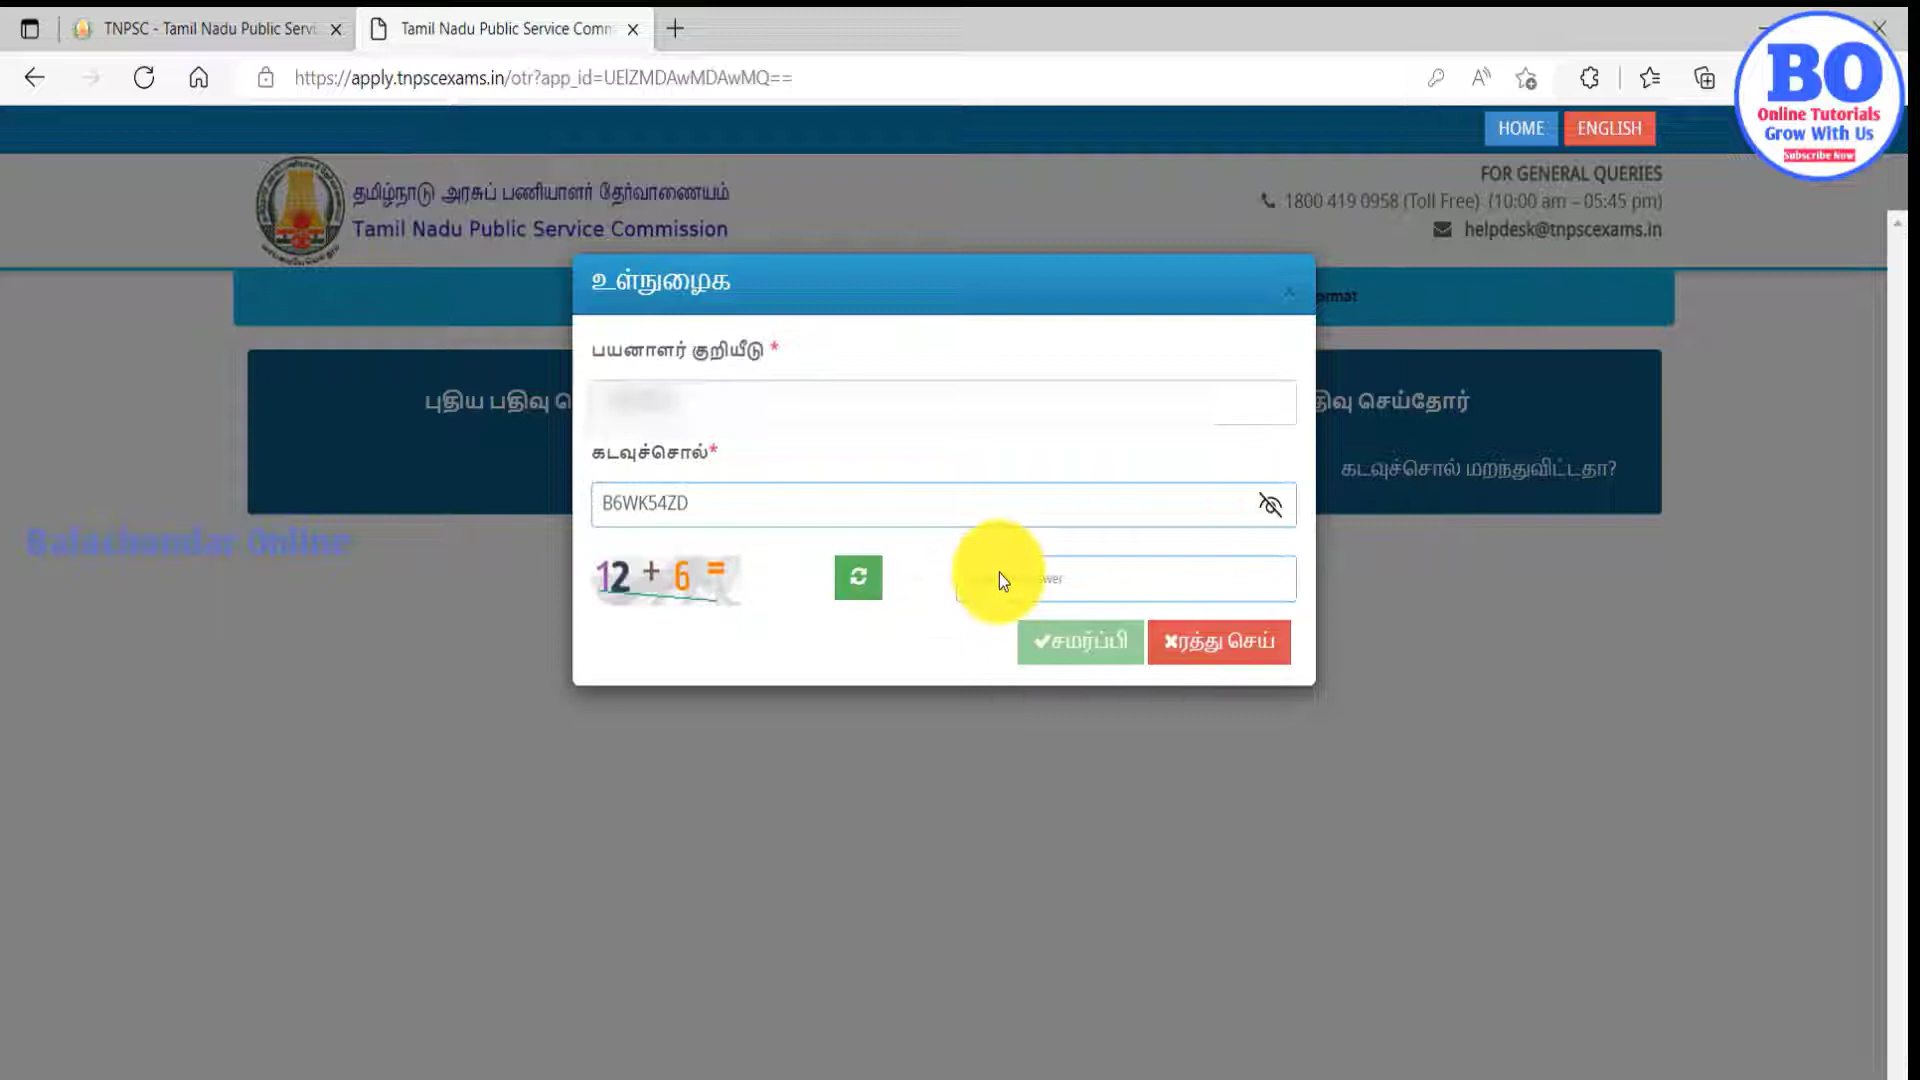 TNPSC - Tamil Nadu Public Servi
Tamil Nadu Public Service Comm
https://apply.tnpscexams.in/otr?app_id=UElZMDAwMDAwMQ==
BO
Online Tutorials
Grow With Us
Subscribe Now
HOME
ENGLISH
தமிழ்நாடு அரசுப் பணியாளர் தேர்வாணையம்
Tamil Nadu Public Service Commission
FOR GENERAL QUERIES
1800 419 0958 (Toll Free) (10:00 am – 05:45 pm)
helpdesk@tnpscexams.in
உள்நுழைக
பயனாளர் குறியீடு *
புதிய பதிவு
செய்தோர்
கடவுச்சொல்*
கடவுச்சொல் மறந்துவிட்டதா?
B6WK54ZD
Balachandar Online
12 + 6 =
சமர்ப்பி
ரத்து செய்